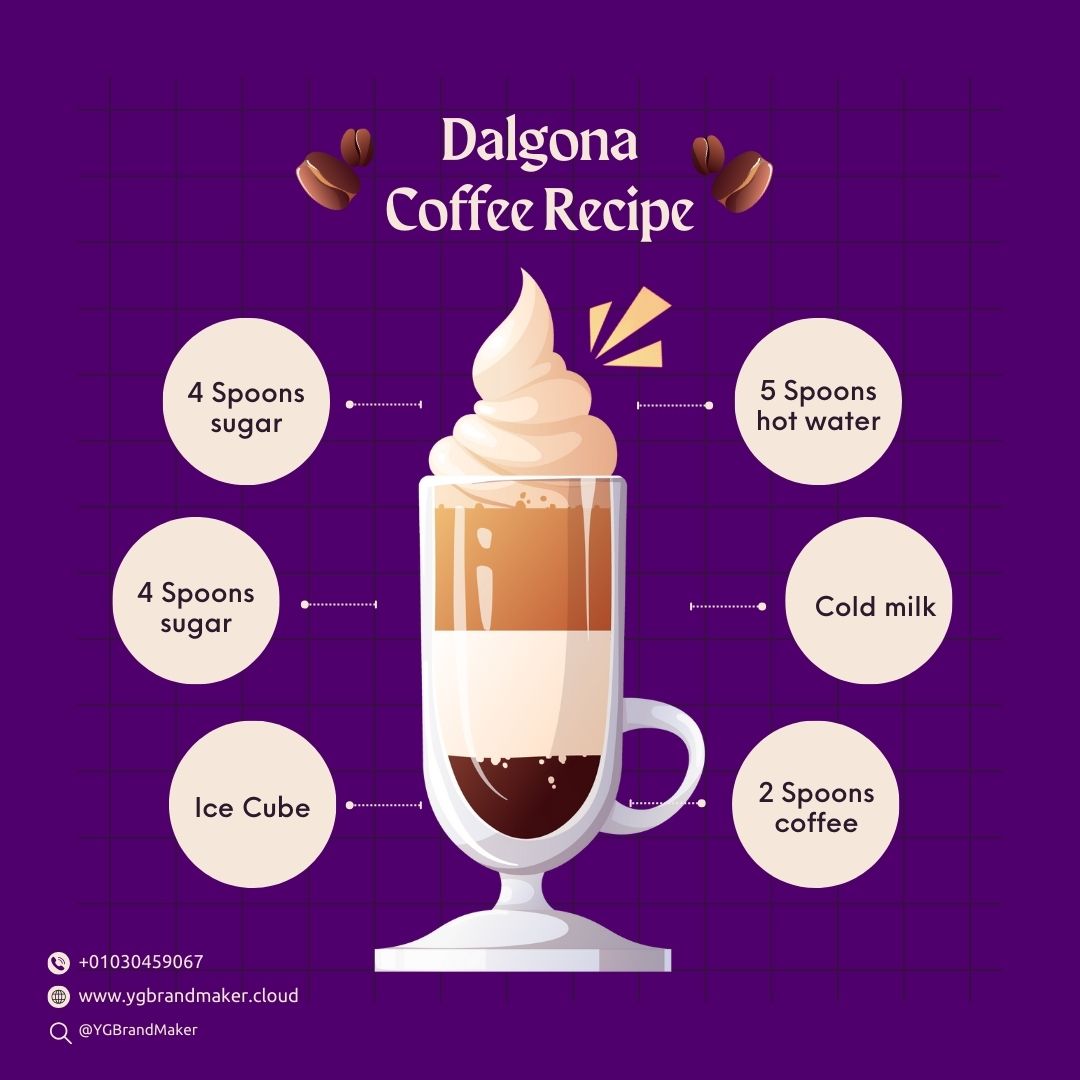 Dalgona
Coffee Recipe
4 Spoons
sugar
5 Spoons
hot water
4 Spoons
sugar
Cold milk
Ice Cube
2 Spoons
coffee
+01030459067
www.ygbrandmaker.cloud
@YGBrandMaker